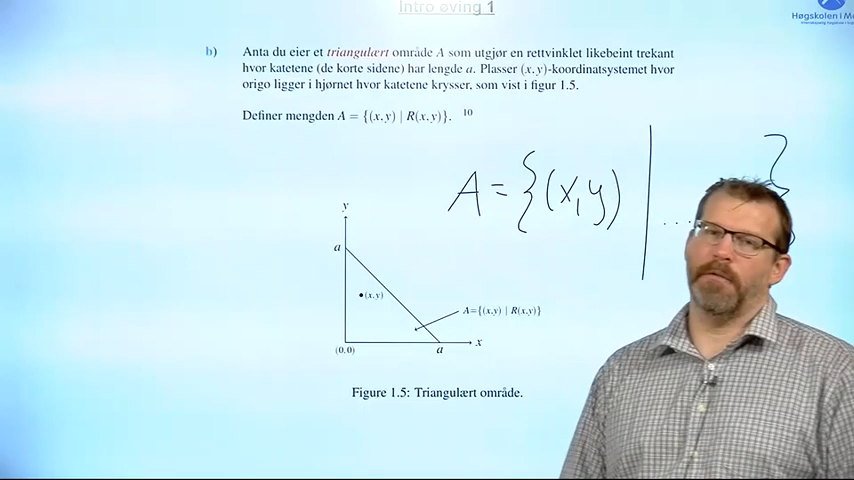 Intro øving 1
Høgskolen i M
b) Anta du eier et triangulært område A som utgjør en rettvinklet likebeint trekant
hvor katetene (de korte sidene) har lengde a. Plasser (x,y)-koordinatsystemet hvor
origo ligger i hjørnet hvor katetene krysser, som vist i figur 1.5.
Definer mengden A = {(x,y) | R(x,y)}. 10
A = {(x,y) | ... }
y
a
(x,y)
A={(x,y) | R(x,y)}
(0,0) a x
Figure 1.5: Triangulært område.